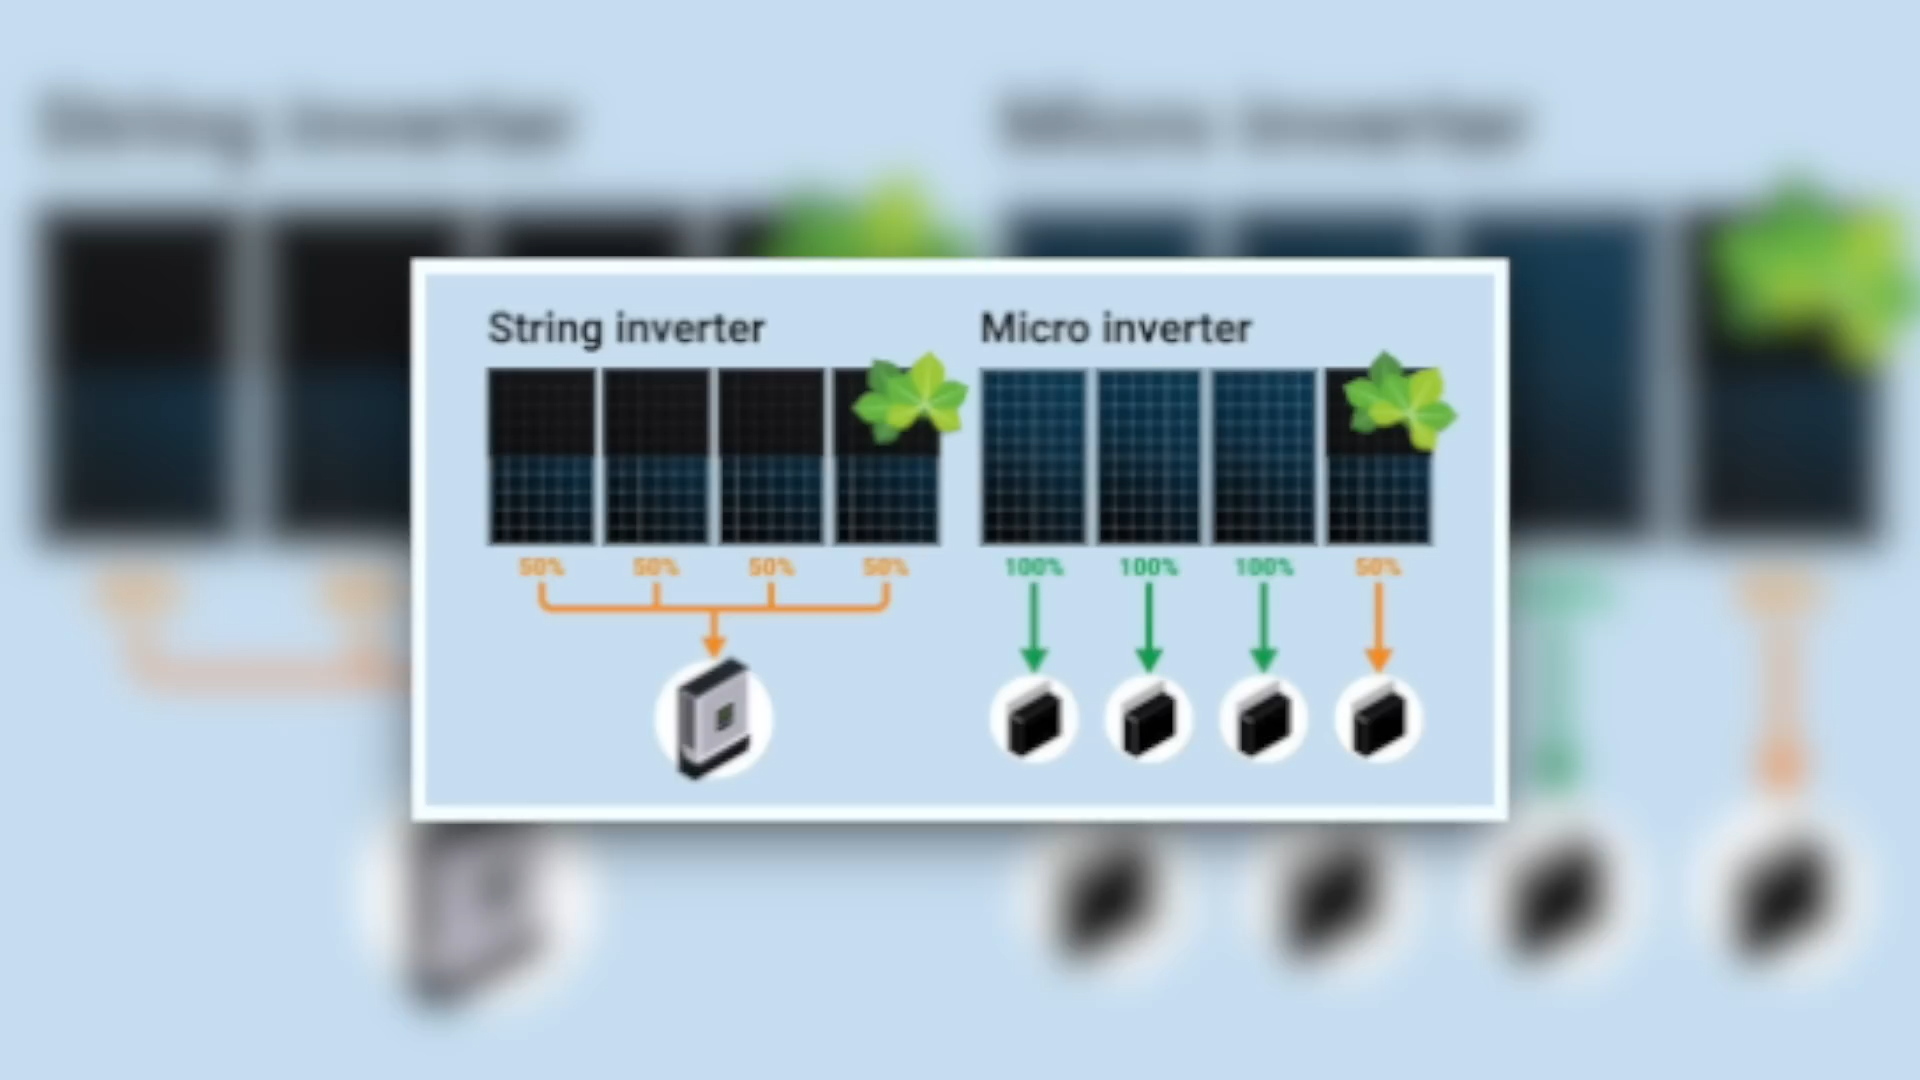 String inverter
Micro inverter
50% 50% 50% 50%
100% 100% 100% 50%